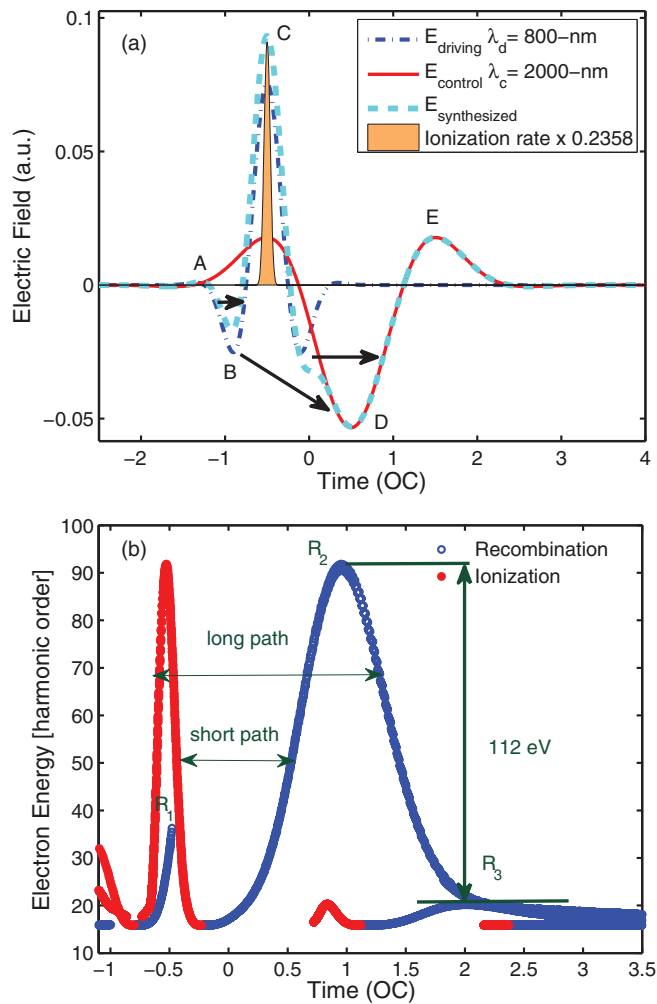 (a)
C
E_driving λ_d = 800−nm
E_control λ_c = 2000−nm
E_synthesized
Ionization rate x 0.2358
0.1
0.05
0
−0.05
Electric Field (a.u.)
A
B
D
E
−2 −1 0 1 2 3 4
Time (OC)
(b)
R_2
Recombination
Ionization
100
90
80
70
60
50
40
30
20
10
Electron Energy [harmonic order]
long path
short path
112 eV
R_1
R_3
−1 −0.5 0 0.5 1 1.5 2 2.5 3 3.5
Time (OC)